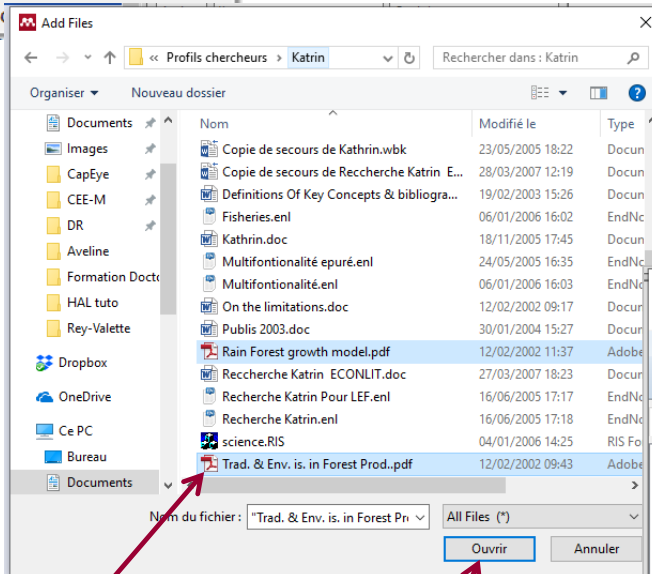 Add Files
« Profils chercheurs › Katrin
Rechercher dans : Katrin
Organiser
Nouveau dossier
Documents
Images
CapEye
CEE-M
DR
Aveline
Formation Docto
HAL tuto
Rey-Valette
Dropbox
OneDrive
Ce PC
Bureau
Documents
Nom Modifié le Type
Copie de secours de Kathrin.wbk 23/05/2005 18:22 Docun
Copie de secours de Reccherche Katrin E... 28/03/2007 12:19 Docun
Definitions Of Key Concepts & bibliogra... 19/02/2003 15:26 Docun
Fisheries.enl 06/01/2006 16:02 EndNo
Kathrin.doc 18/11/2005 17:45 Docun
Multifontionalité epuré.enl 24/05/2005 16:35 EndNo
Multifontionalité.enl 06/01/2006 16:03 EndNo
On the limitations.doc 12/02/2002 09:17 Docun
Publis 2003.doc 30/01/2004 15:27 Docun
Rain Forest growth model.pdf 12/02/2002 11:37 Adobe
Reccherche Katrin ECONLIT.doc 27/03/2007 18:23 Docun
Recherche Katrin Pour LEF.enl 16/06/2005 17:17 EndNo
Recherche Katrin.enl 16/06/2005 17:18 EndNo
science.RIS 04/01/2006 14:25 RIS Fo
Trad. & Env. is. in Forest Prod..pdf 12/02/2002 09:43 Adobe
Nom du fichier : "Trad. & Env. is. in Forest Pr All Files (*)
Ouvrir Annuler